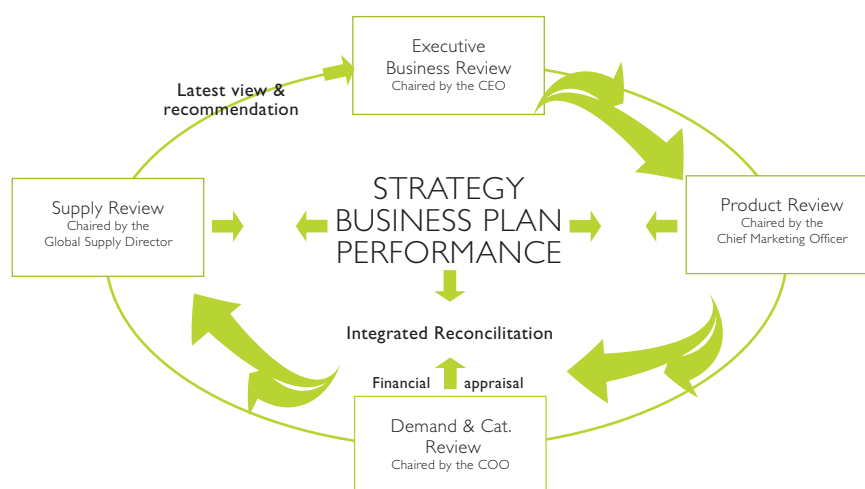 Executive
Business Review
Chaired by the CEO
Latest view &
recommendation
Supply Review
Chaired by the
Global Supply Director
STRATEGY
BUSINESS PLAN
PERFORMANCE
Product Review
Chaired by the
Chief Marketing Officer
Integrated Reconcilitation
Financial appraisal
Demand & Cat.
Review
Chaired by the COO